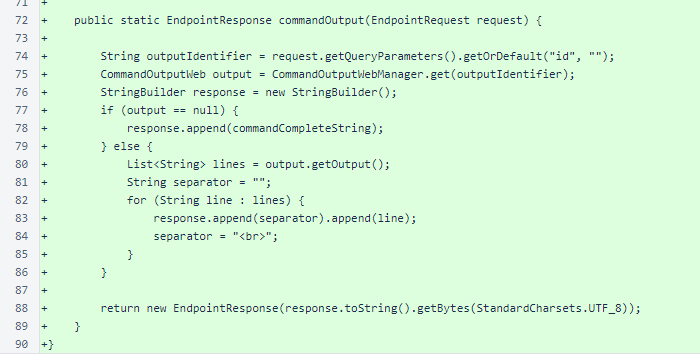 71 +
72 + public static EndpointResponse commandOutput(EndpointRequest request) {
73 +
74 + String outputIdentifier = request.getQueryParameters().getOrDefault("id", "");
75 + CommandOutputWeb output = CommandOutputWebManager.get(outputIdentifier);
76 + StringBuilder response = new StringBuilder();
77 + if (output == null) {
78 + response.append(commandCompleteString);
79 + } else {
80 + List<String> lines = output.getOutput();
81 + String separator = "";
82 + for (String line : lines) {
83 + response.append(separator).append(line);
84 + separator = "<br>";
85 + }
86 + }
87 +
88 + return new EndpointResponse(response.toString().getBytes(StandardCharsets.UTF_8));
89 + }
90 +}